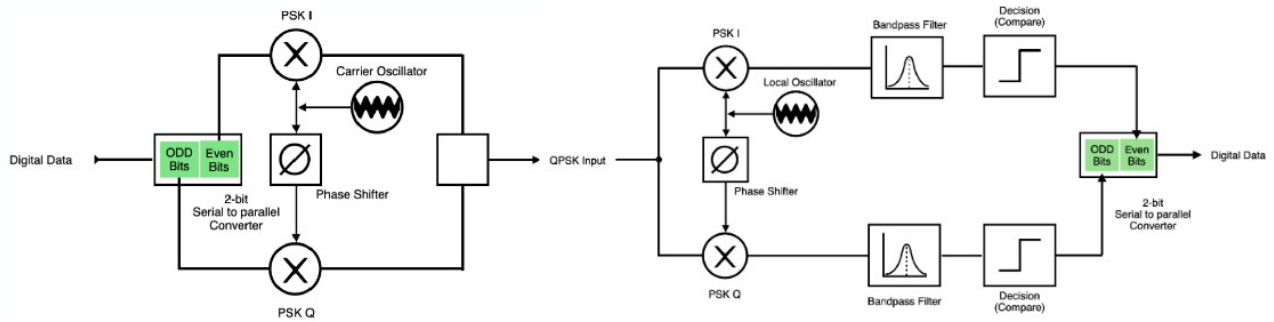 PSK I
Carrier Oscillator
Digital Data
ODD
Bits
Even
Bits
2-bit
Serial to parallel
Converter
Phase Shifter
PSK Q
QPSK Input
PSK I
Local Oscillator
Phase Shifter
PSK Q
Bandpass Filter
Decision
(Compare)
ODD
Bits
Even
Bits
Digital Data
2-bit
Serial to parallel
Converter
Bandpass Filter
Decision
(Compare)